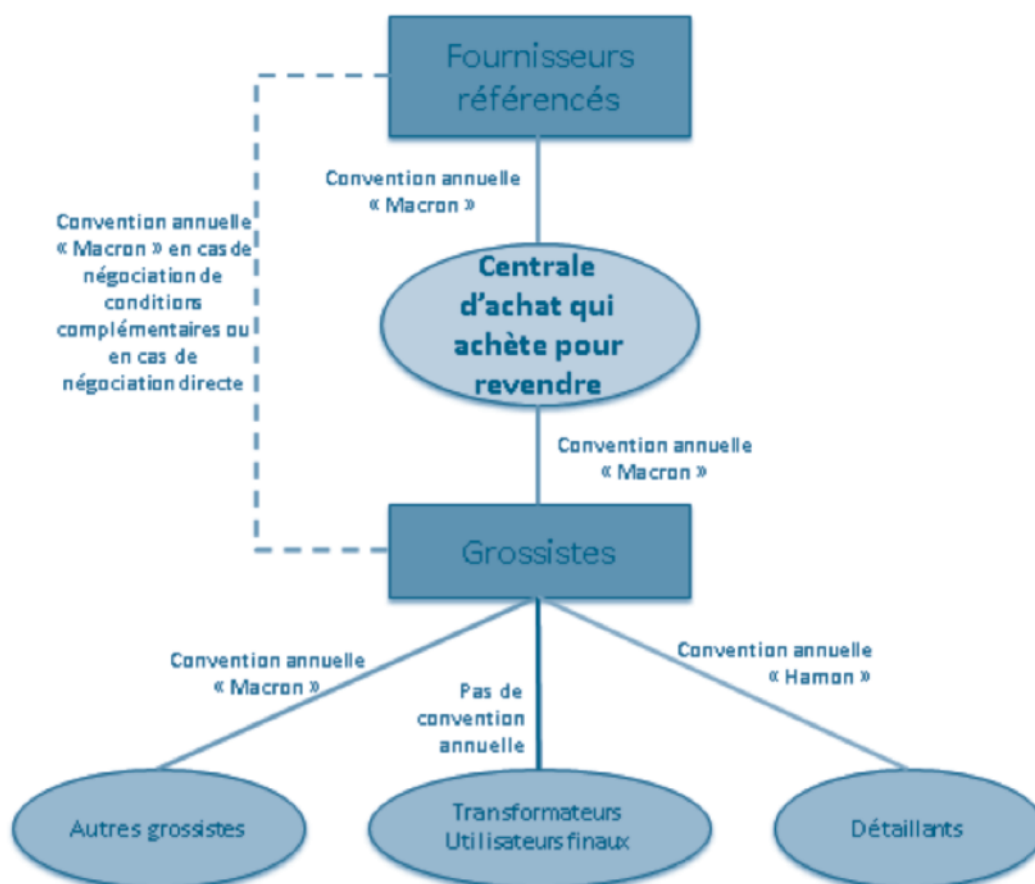 Fournisseurs
référencés
Convention annuelle
« Macron »
Convention annuelle
« Macron » en cas de
négociation de
conditions
complémentaires ou
en cas de
négociation directe
Centrale
d'achat qui
achète pour
revendre
Convention annuelle
« Macron »
Grossistes
Convention annuelle
« Macron »
Pas de
convention
annuelle
Convention annuelle
« Hamon »
Autres grossistes
Transformateurs
Utilisateurs finaux
Détaillants